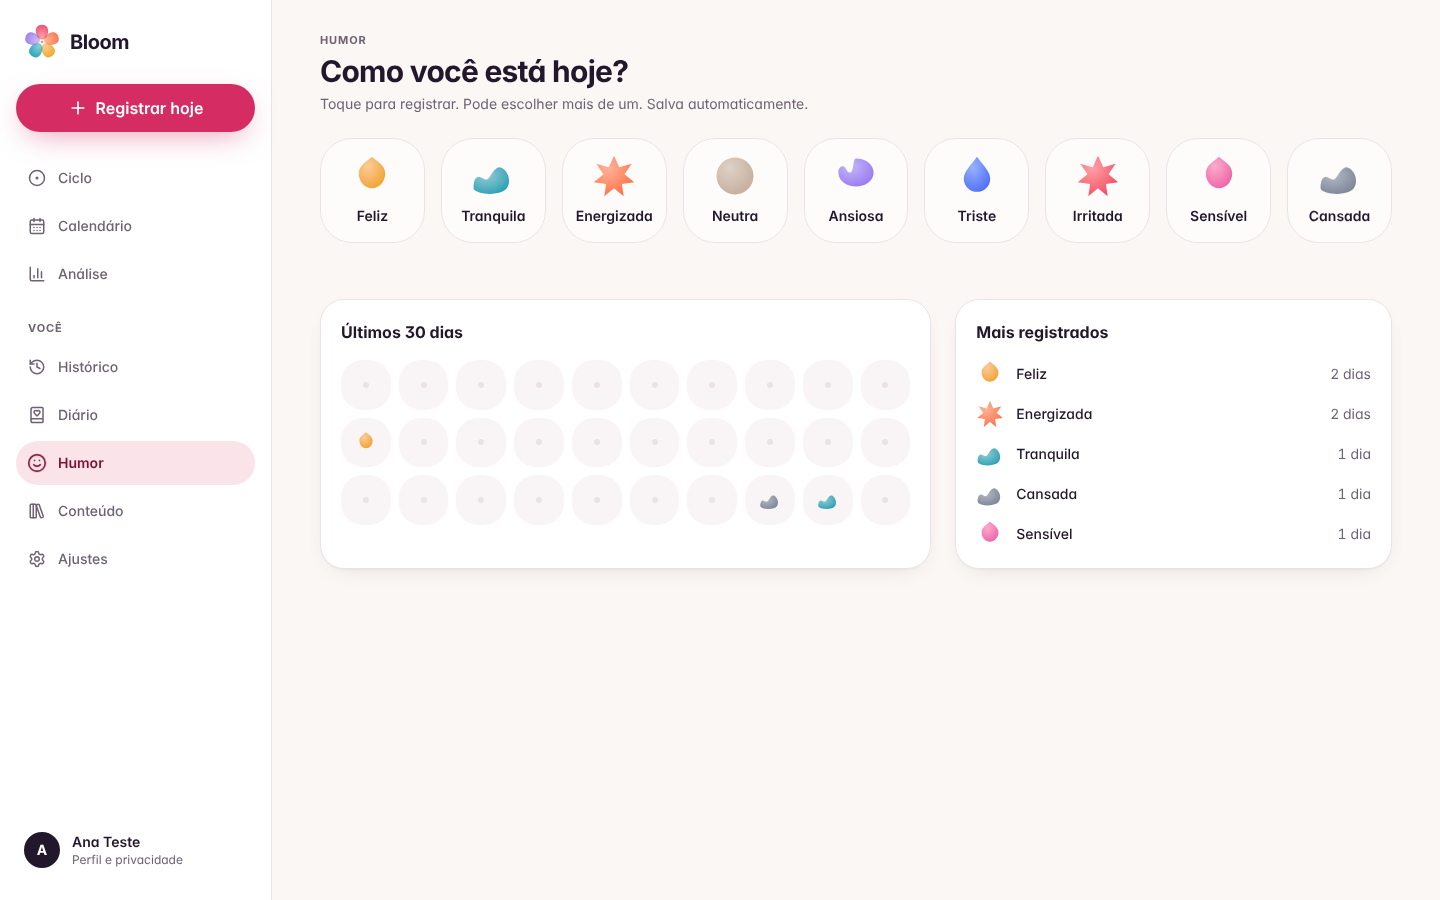 Bloom
Registrar hoje
Ciclo
Calendário
Análise
VOCÊ
Histórico
Diário
Humor
Conteúdo
Ajustes
A
Ana Teste
Perfil e privacidade
HUMOR
Como você está hoje?
Toque para registrar. Pode escolher mais de um. Salva automaticamente.
Feliz
Tranquila
Energizada
Neutra
Ansiosa
Triste
Irritada
Sensível
Cansada
Últimos 30 dias
Mais registrados
Feliz 2 dias
Energizada 2 dias
Tranquila 1 dia
Cansada 1 dia
Sensível 1 dia